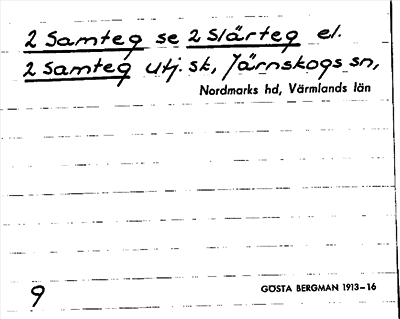 2 Samteg se 2 Slärteg el.
2 Samteg utj. sk, Järnskogs sn,
Nordmarks hd, Värmlands län
9
GÖSTA BERGMAN 1913–16